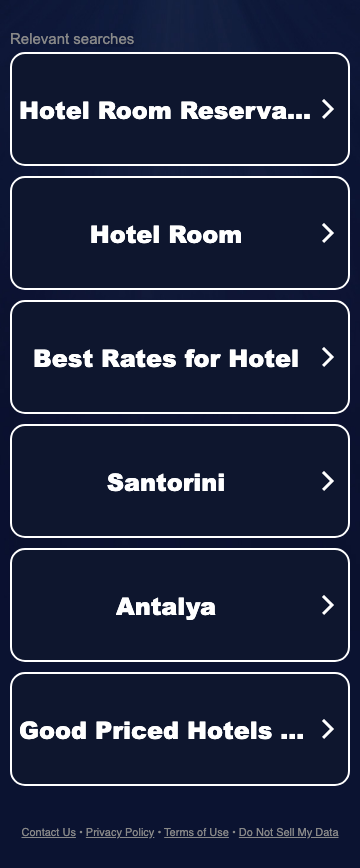 Relevant searches
Hotel Room Reserva...
Hotel Room
Best Rates for Hotel
Santorini
Antalya
Good Priced Hotels ...
Contact Us • Privacy Policy • Terms of Use • Do Not Sell My Data